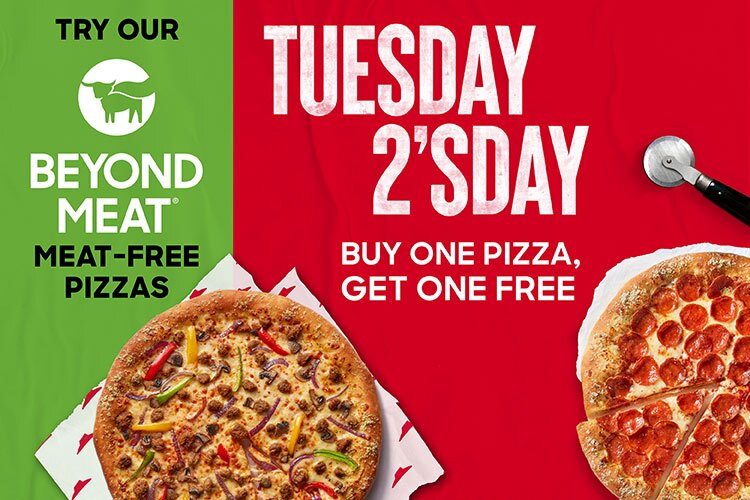 TRY OUR
BEYOND
MEAT®
MEAT-FREE
PIZZAS
TUESDAY
2'SDAY
BUY ONE PIZZA,
GET ONE FREE